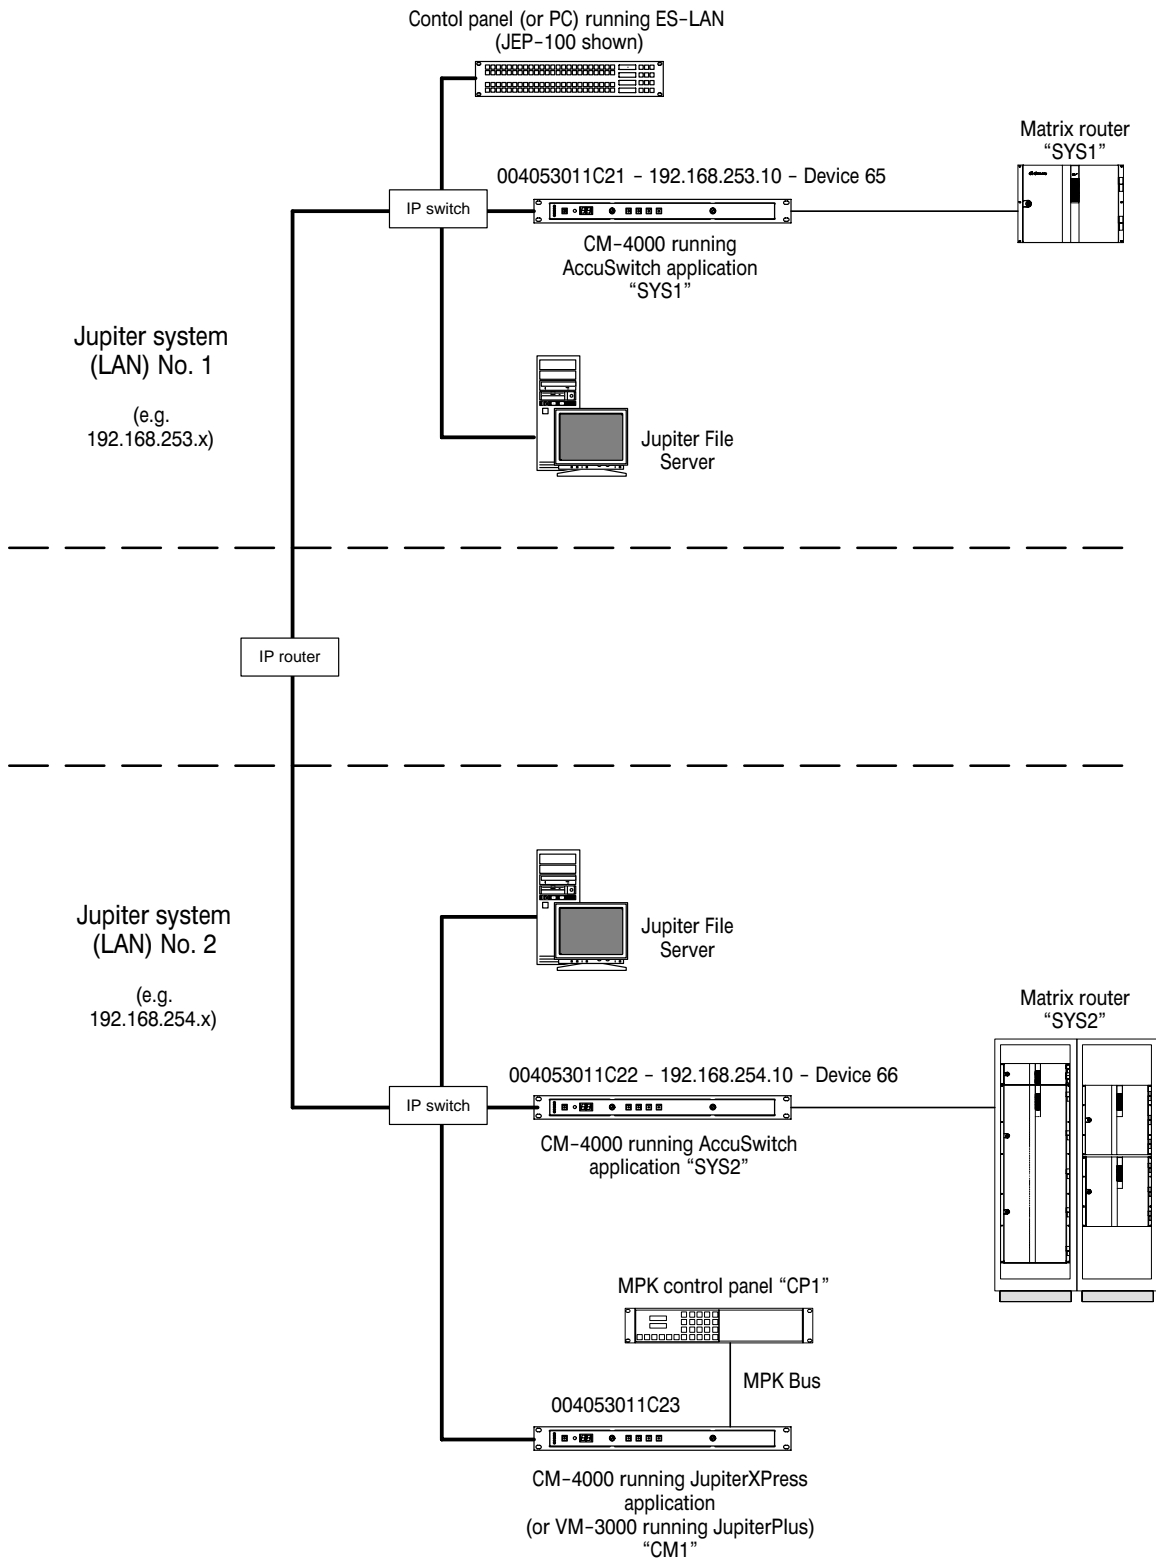 Contol panel (or PC) running ES-LAN
(JEP-100 shown)
Matrix router
“SYS1”
004053011C21 - 192.168.253.10 - Device 65
IP switch
CM-4000 running
AccuSwitch application
“SYS1”
Jupiter system
(LAN) No. 1
(e.g.
192.168.253.x)
Jupiter File
Server
IP router
Jupiter system
(LAN) No. 2
(e.g.
192.168.254.x)
Jupiter File
Server
Matrix router
“SYS2”
004053011C22 - 192.168.254.10 - Device 66
IP switch
CM-4000 running AccuSwitch
application “SYS2”
MPK control panel “CP1”
MPK Bus
004053011C23
CM-4000 running JupiterXPress
application
(or VM-3000 running JupiterPlus)
“CM1”